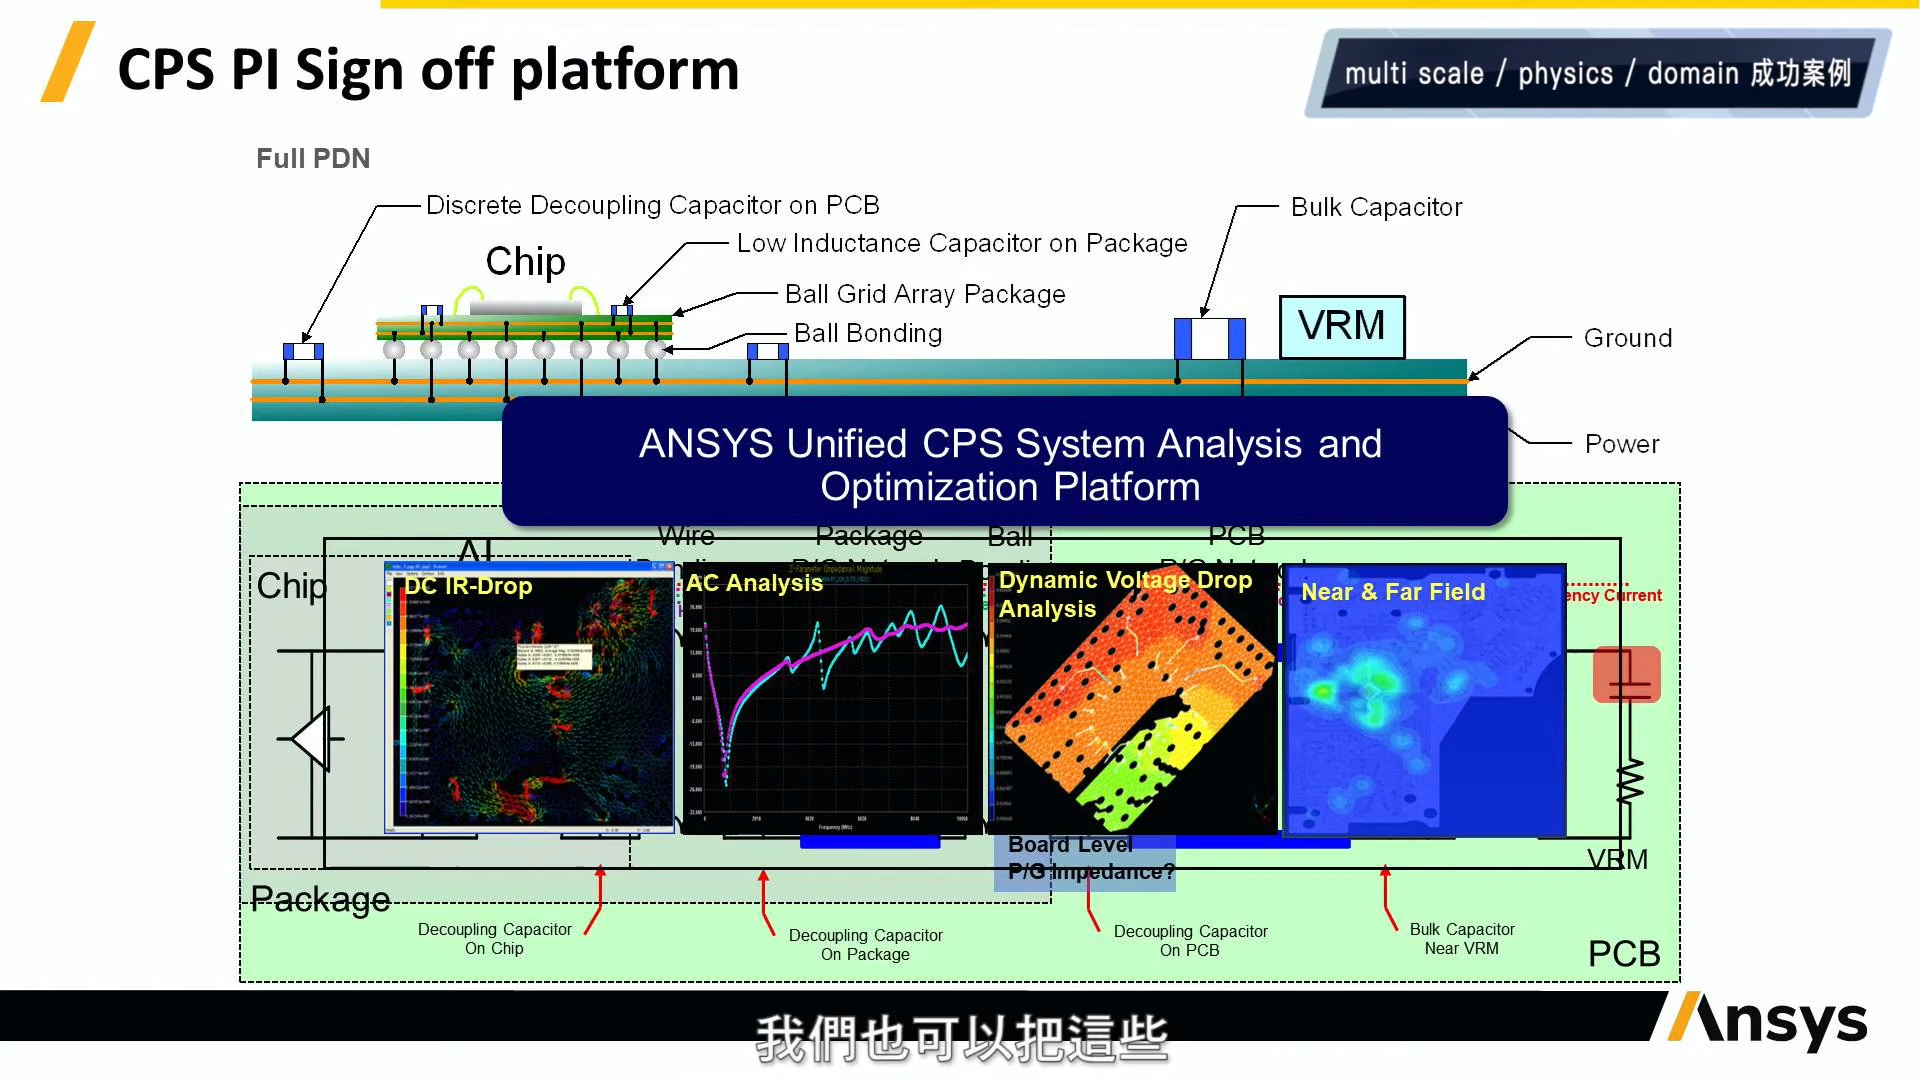 CPS PI Sign off platform
multi scale / physics / domain 成功案例
Full PDN
Discrete Decoupling Capacitor on PCB
Bulk Capacitor
Low Inductance Capacitor on Package
Chip
Ball Grid Array Package
Ball Bonding
VRM
Ground
Power
ANSYS Unified CPS System Analysis and
Optimization Platform
Wire
Package
Ball
PCB
Chip
DC IR-Drop
AC Analysis
Dynamic Voltage Drop
Analysis
Near & Far Field
ency Current
Frequency (MHz)
Board Level
P/G Impedance?
VRM
Package
Decoupling Capacitor
On Chip
Decoupling Capacitor
On Package
Decoupling Capacitor
On PCB
Bulk Capacitor
Near VRM
PCB
Ansys
我們也可以把這些